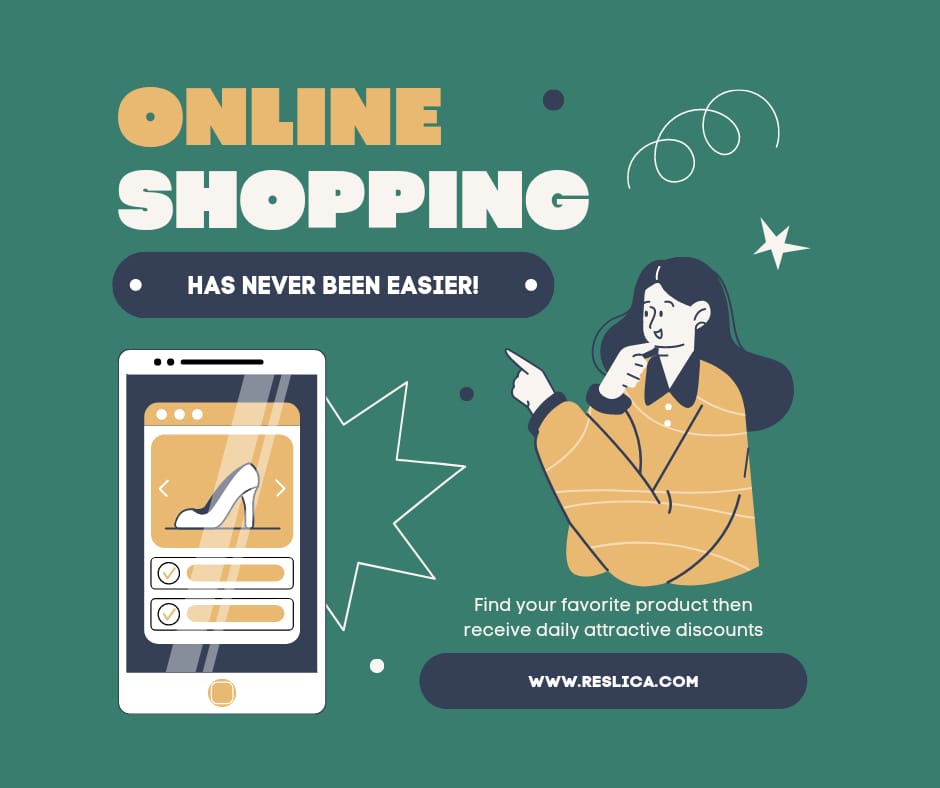 ONLINE
SHOPPING
HAS NEVER BEEN EASIER!
Find your favorite product then
receive daily attractive discounts
WWW.RESLICA.COM